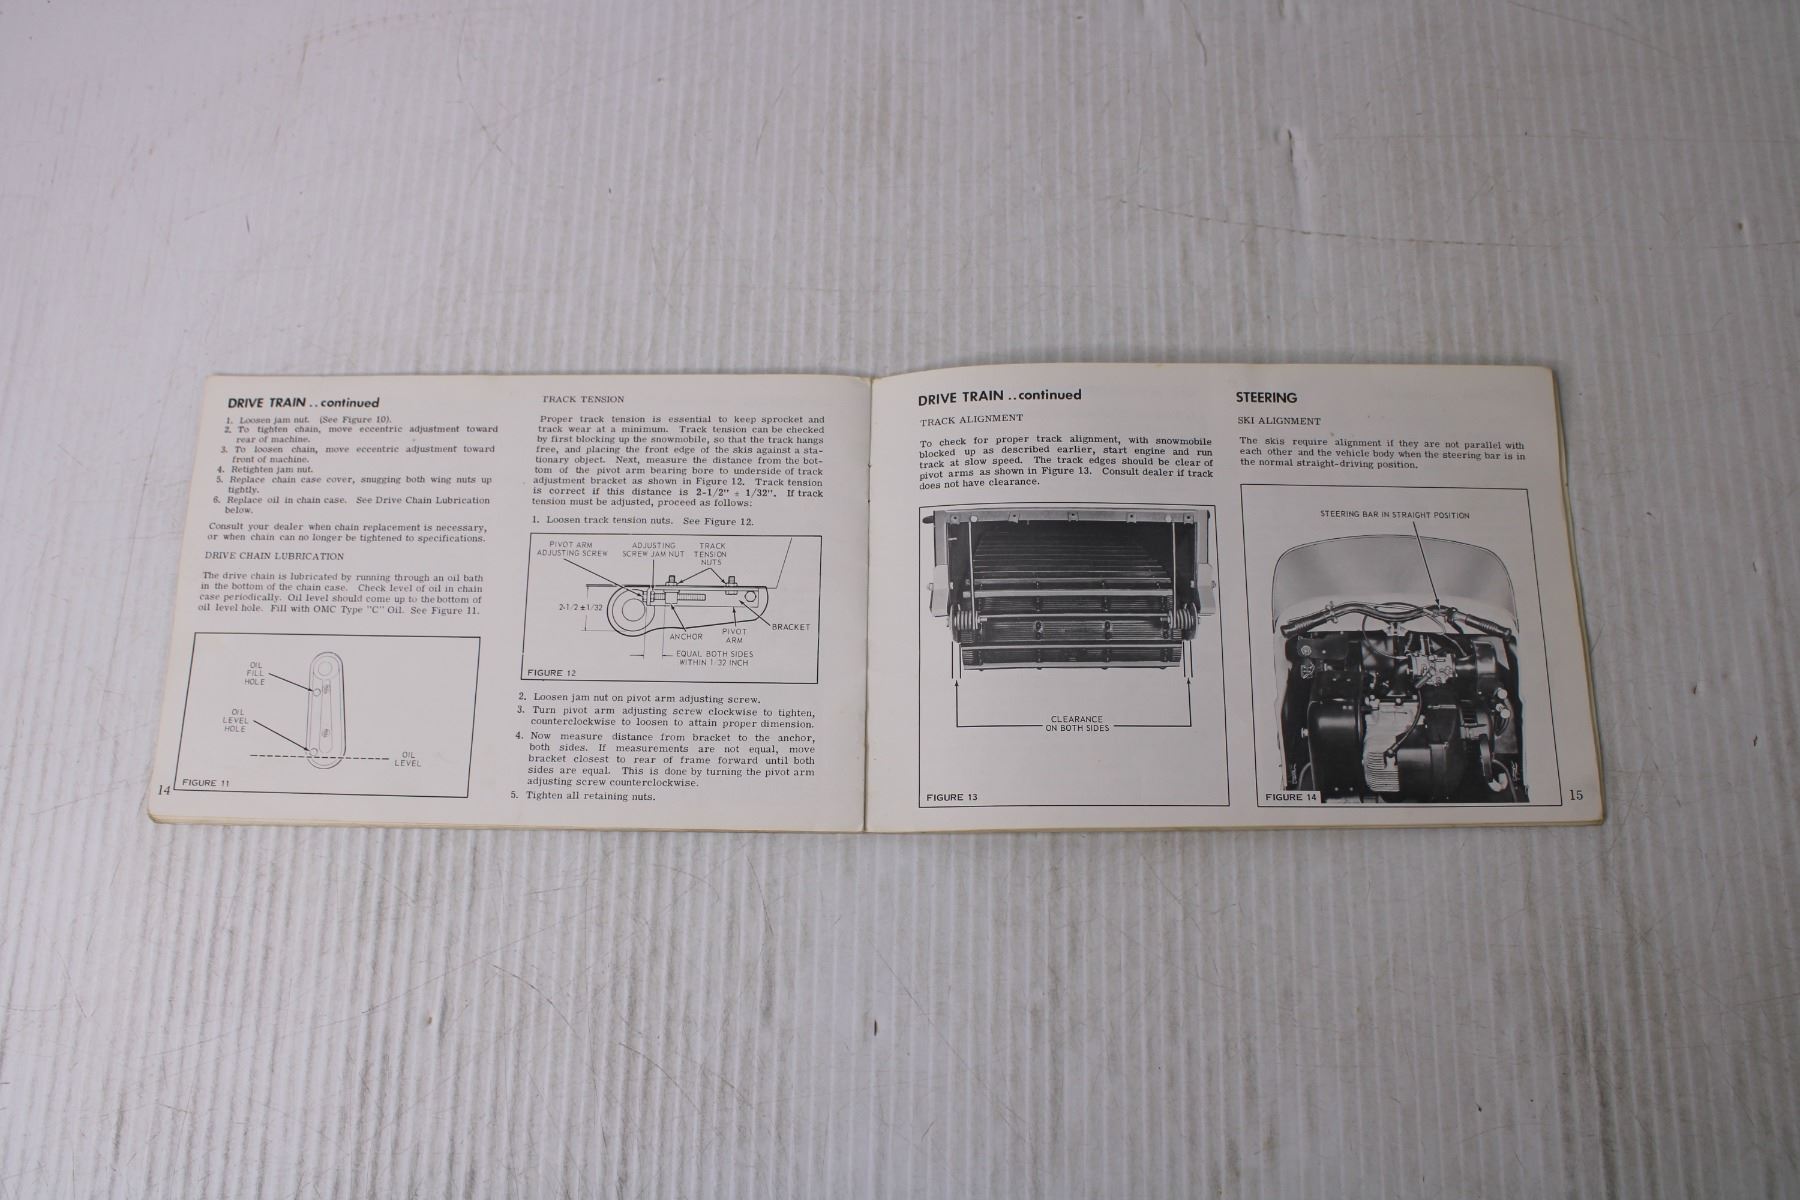 DRIVE TRAIN . . continued
1. Loosen jam nut. (See Figure 10).
2. To tighten chain, move eccentric adjustment toward
rear of machine.
3. To loosen chain, move eccentric adjustment toward
front of machine.
4. Retighten jam nut.
5. Replace chain case cover, snugging both wing nuts up
tightly.
6. Replace oil in chain case. See Drive Chain Lubrication
below.
Consult your dealer when chain replacement is necessary,
or when chain can no longer be tightened to specifications.
DRIVE CHAIN LUBRICATION
The drive chain is lubricated by running through an oil bath
in the bottom of the chain case. Check level of oil in chain
case periodically. Oil level should come up to the bottom of
oil level hole. Fill with OMC Type "C" Oil. See Figure 11.
OIL
FILL
HOLE
OIL
LEVEL
HOLE
OIL
LEVEL
FIGURE 11
14
TRACK TENSION
Proper track tension is essential to keep sprocket and
track wear at a minimum. Track tension can be checked
by first blocking up the snowmobile, so that the track hangs
free, and placing the front edge of the skis against a sta-
tionary object. Next, measure the distance from the bot-
tom of the pivot arm bearing bore to underside of track
adjustment bracket as shown in Figure 12. Track tension
is correct if this distance is 2-1/2" ± 1/32". If track
tension must be adjusted, proceed as follows:
1. Loosen track tension nuts. See Figure 12.
PIVOT ARM
ADJUSTING SCREW
ADJUSTING
SCREW JAM NUT
TRACK
TENSION
NUTS
2-1/2 ± 1/32
ANCHOR
PIVOT
ARM
BRACKET
EQUAL BOTH SIDES
WITHIN 1/32 INCH
FIGURE 12
2. Loosen jam nut on pivot arm adjusting screw.
3. Turn pivot arm adjusting screw clockwise to tighten,
counterclockwise to loosen to attain proper dimension.
4. Now measure distance from bracket to the anchor,
both sides. If measurements are not equal, move
bracket closest to rear of frame forward until both
sides are equal. This is done by turning the pivot arm
adjusting screw counterclockwise.
5. Tighten all retaining nuts.
DRIVE TRAIN . . continued
TRACK ALIGNMENT
To check for proper track alignment, with snowmobile
blocked up as described earlier, start engine and run
track at slow speed. The track edges should be clear of
pivot arms as shown in Figure 13. Consult dealer if track
does not have clearance.
CLEARANCE
ON BOTH SIDES
FIGURE 13
STEERING
SKI ALIGNMENT
The skis require alignment if they are not parallel with
each other and the vehicle body when the steering bar is in
the normal straight-driving position.
STEERING BAR IN STRAIGHT POSITION
FIGURE 14
15